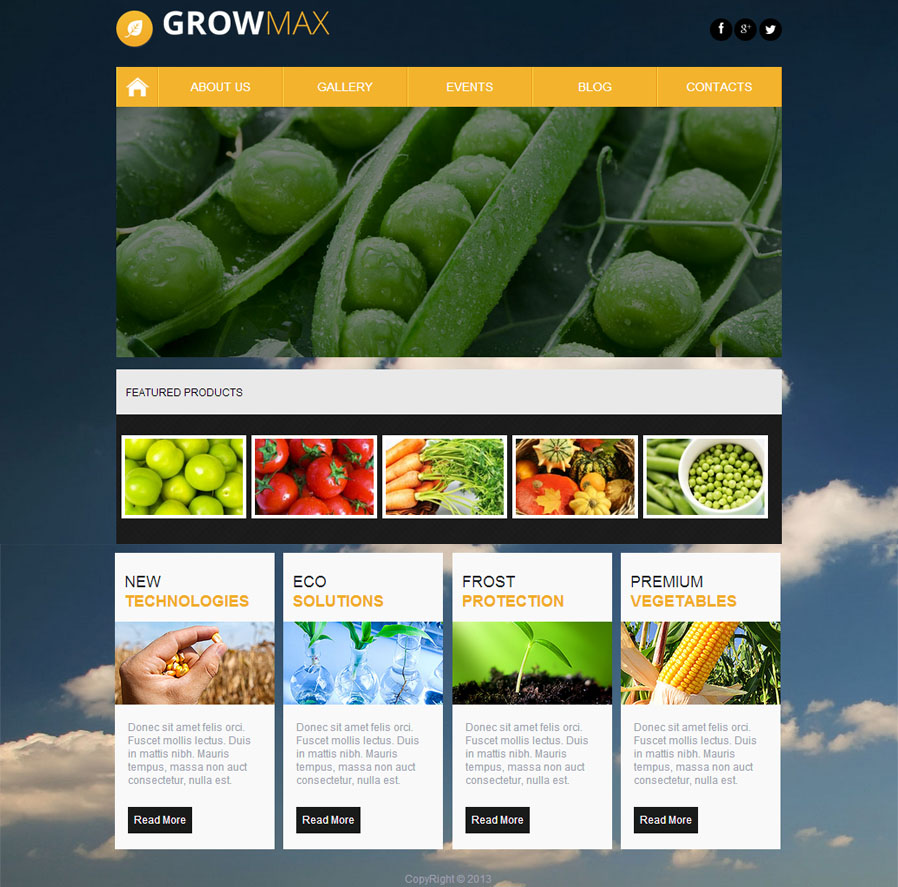 GROWMAX
f g+
ABOUT US GALLERY EVENTS BLOG CONTACTS
FEATURED PRODUCTS
NEW
TECHNOLOGIES
Donec sit amet felis orci.
Fuscet mollis lectus. Duis
in mattis nibh. Mauris
tempus, massa non auct
consectetur, nulla est.
Read More
ECO
SOLUTIONS
Donec sit amet felis orci.
Fuscet mollis lectus. Duis
in mattis nibh. Mauris
tempus, massa non auct
consectetur, nulla est.
Read More
FROST
PROTECTION
Donec sit amet felis orci.
Fuscet mollis lectus. Duis
in mattis nibh. Mauris
tempus, massa non auct
consectetur, nulla est.
Read More
PREMIUM
VEGETABLES
Donec sit amet felis orci.
Fuscet mollis lectus. Duis
in mattis nibh. Mauris
tempus, massa non auct
consectetur, nulla est.
Read More
CopyRight © 2013